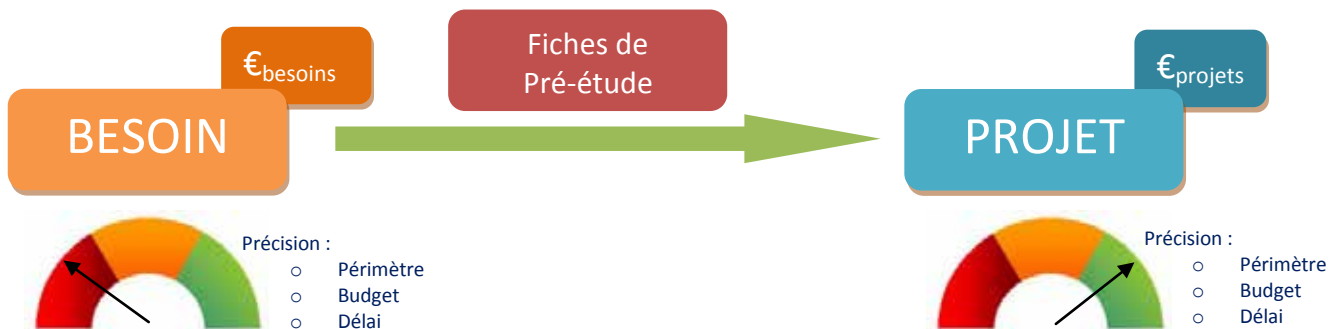 €besoins
BESOIN
Fiches de
Pré-étude
€projets
PROJET
Précision :
o Périmètre
o Budget
o Délai
Précision :
o Périmètre
o Budget
o Délai